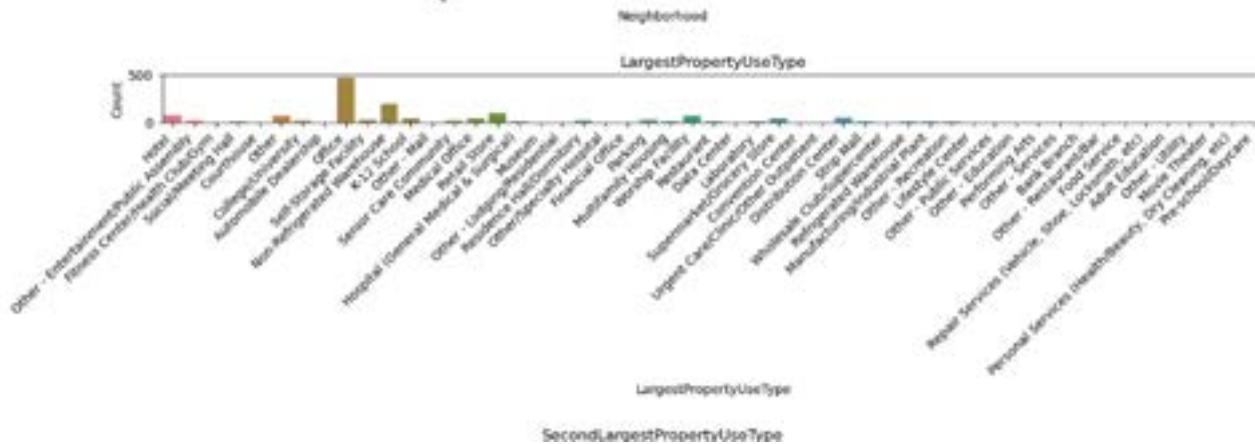 Neighborhood
LargestPropertyUseType
500
Count
0
Hotel
Other - Entertainment/Public Assembly
Fitness Center/Health Club/Gym
Social/Meeting Hall
Courthouse
Other
College/University
Automobile Dealership
Office
Self-Storage Facility
Non-Refrigerated Warehouse
K-12 School
Other - Mall
Senior Care Community
Medical Office
Retail Store
Hospital (General Medical & Surgical)
Museum
Other - Lodging/Residential
Residence Hall/Dormitory
Other/Specialty Hospital
Financial Office
Parking
Multifamily Housing
Worship Facility
Restaurant
Data Center
Laboratory
Supermarket/Grocery Store
Convention Center
Urgent Care/Clinic/Other Outpatient
Distribution Center
Strip Mall
Wholesale Club/Supercenter
Refrigerated Warehouse
Manufacturing/Industrial Plant
Other - Recreation
Lifestyle Center
Other - Public Services
Other - Education
Performing Arts
Other - Services
Bank Branch
Other - Restaurant/Bar
Food Service
Repair Services (Vehicle, Shoe, Locksmith, etc)
Adult Education
Other - Utility
Movie Theater
Personal Services (Health/Beauty, Dry Cleaning, etc)
Pre-school/Daycare
LargestPropertyUseType
SecondLargestPropertyUseType